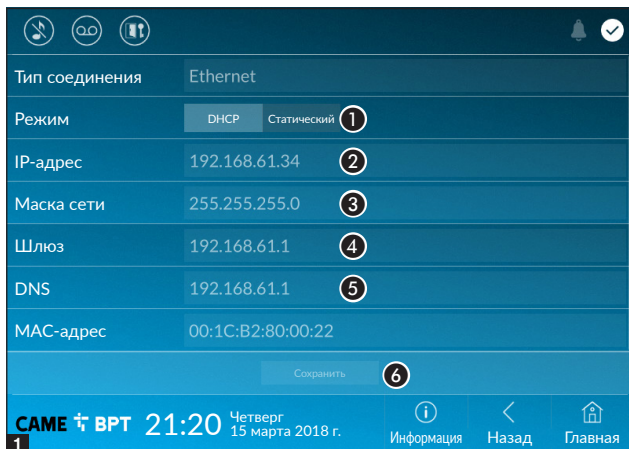 Тип соединения Ethernet
Режим DHCP Статический 1
IP-адрес 192.168.61.34 2
Маска сети 255.255.255.0 3
Шлюз 192.168.61.1 4
DNS 192.168.61.1 5
MAC-адрес 00:1C:B2:80:00:22
Сохранить 6
CAME BPT 21:20 Четверг
15 марта 2018 г.
Информация Назад Главная
1